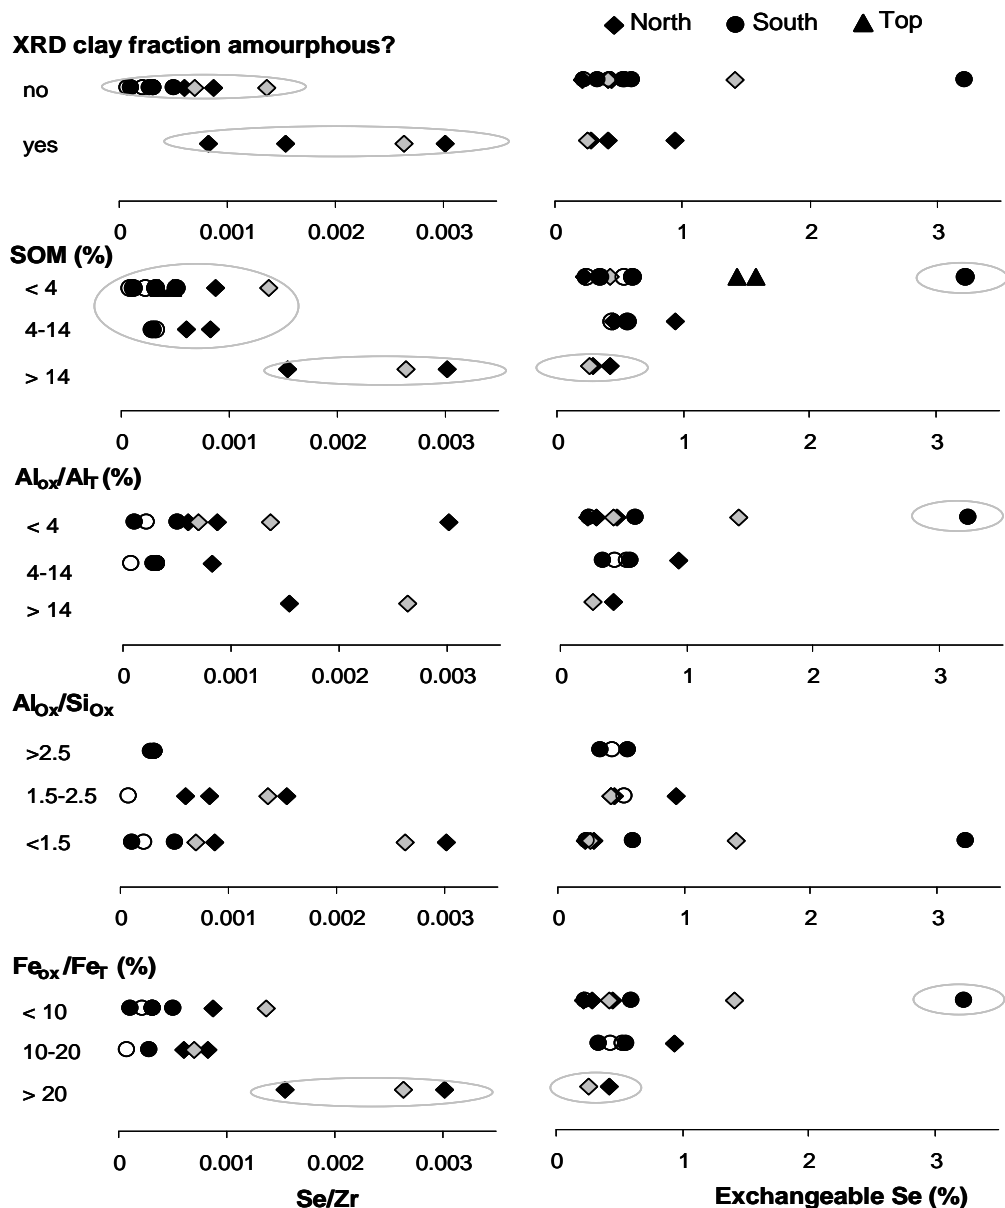 North South Top
XRD clay fraction amourphous?
no
yes
0 0.001 0.002 0.003 0 1 2 3
SOM (%)
< 4
4-14
> 14
0 0.001 0.002 0.003 0 1 2 3
Alox/AlT (%)
< 4
4-14
> 14
0 0.001 0.002 0.003 0 1 2 3
AlOx/SiOx
>2.5
1.5-2.5
<1.5
0 0.001 0.002 0.003 0 1 2 3
Feox/FeT (%)
< 10
10-20
> 20
0 0.001 0.002 0.003 0 1 2 3
Se/Zr Exchangeable Se (%)